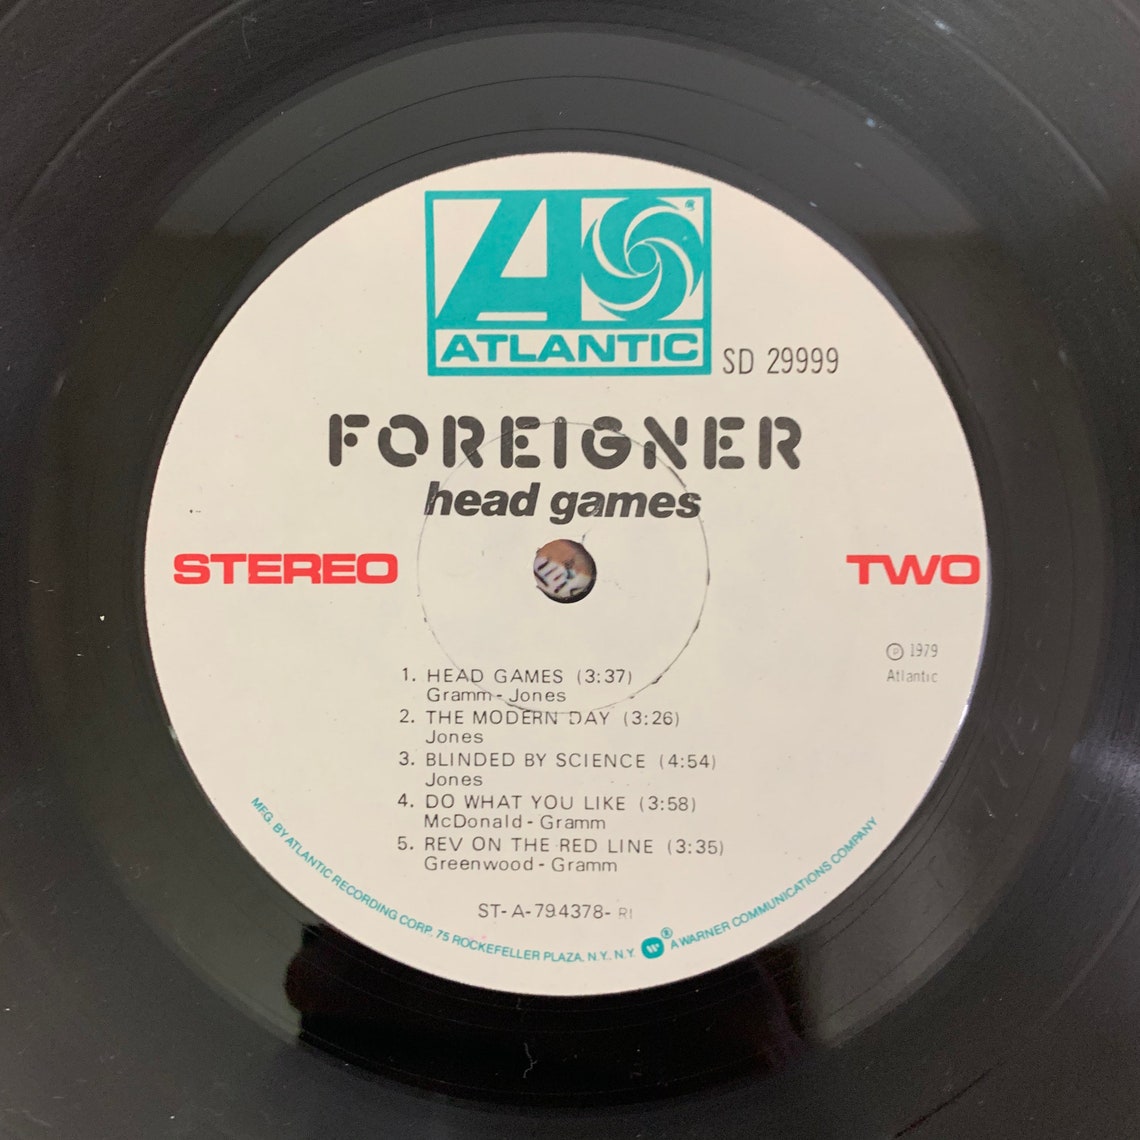 ATLANTIC
SD 29999
FOREIGNER
head games
STEREO
TWO
℗ 1979
Atlantic
1. HEAD GAMES (3:37)
Gramm - Jones
2. THE MODERN DAY (3:26)
Jones
3. BLINDED BY SCIENCE (4:54)
Jones
4. DO WHAT YOU LIKE (3:58)
McDonald - Gramm
5. REV ON THE RED LINE (3:35)
Greenwood - Gramm
ST-A-794378- RI
MFG. BY ATLANTIC RECORDING CORP. 75 ROCKEFELLER PLAZA, N.Y. N.Y. ® A WARNER COMMUNICATIONS COMPANY